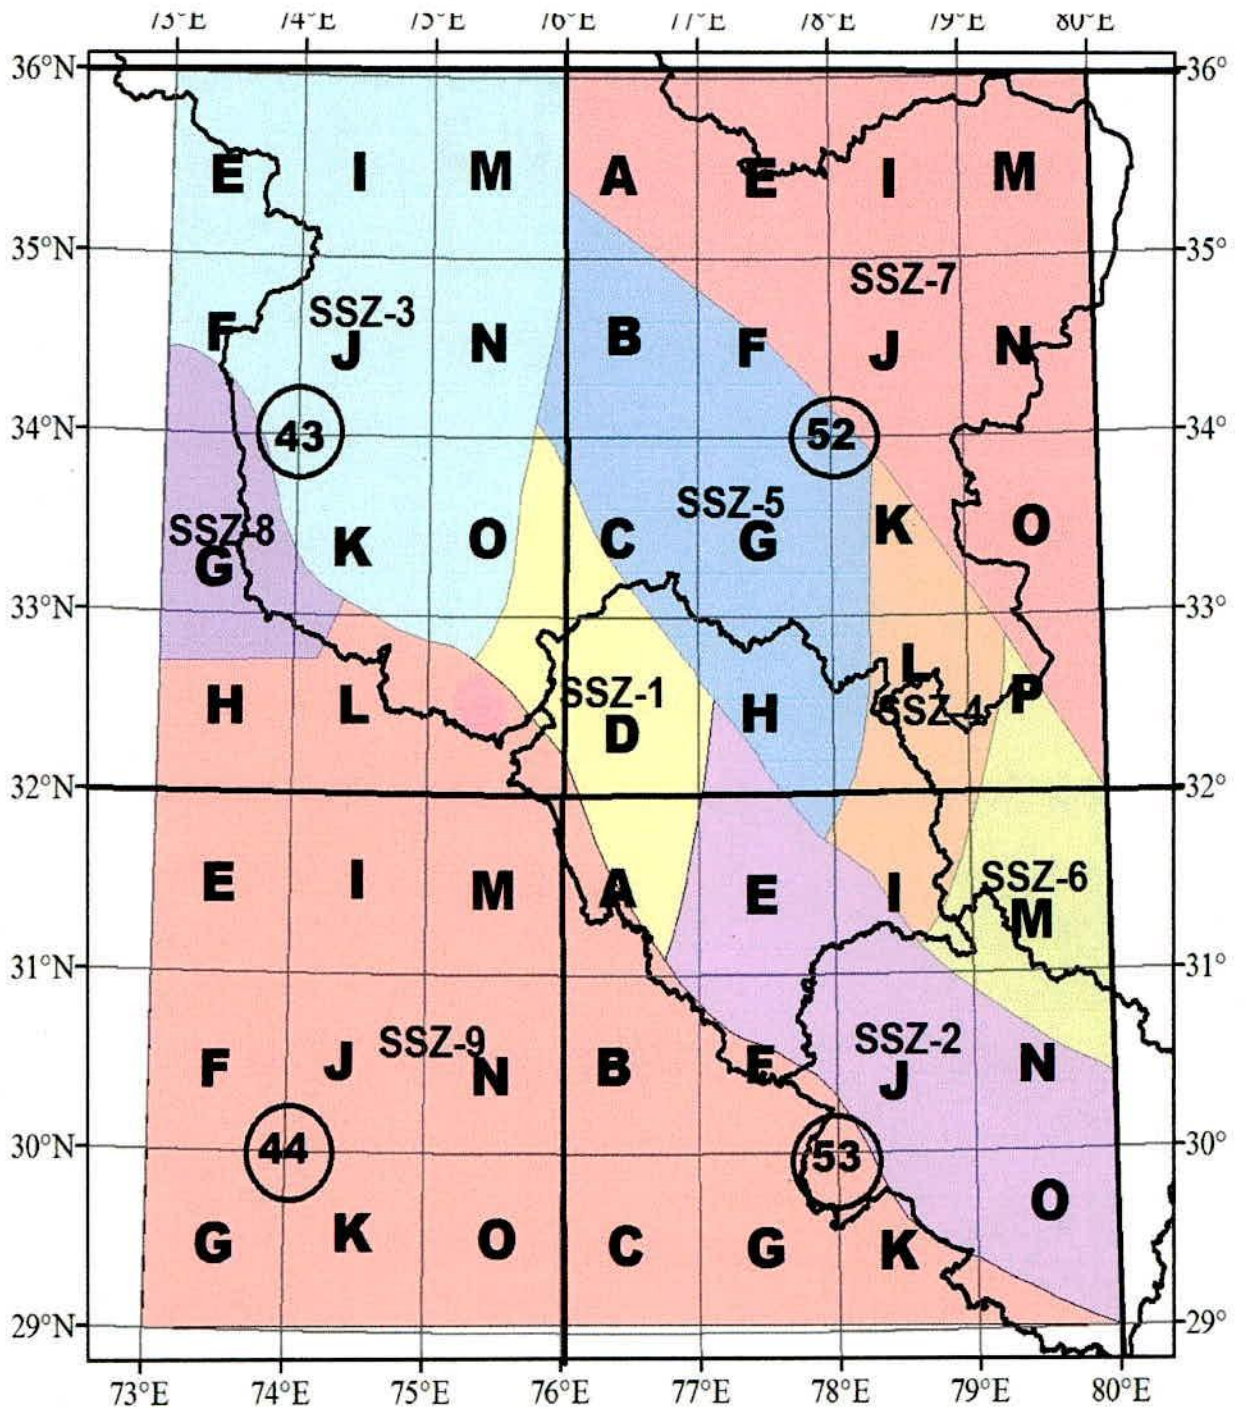 73°E 74°E 75°E 76°E 77°E 78°E 79°E 80°E
36°N 36°
E I M A E I M
35°N 35°
SSZ-7
SSZ-3
F J N B F J N
34°N 43 52 34°
SSZ-5
SSZ-8
G K O C G K O
33°N 33°
SSZ-1 SSZ-4
H L D H L P
32°N 32°
SSZ-6
E I M A E I M
31°N 31°
SSZ-9 SSZ-2
F J N B F J N
30°N 44 53 30°
O
G K O C G K
29°N 29°
73°E 74°E 75°E 76°E 77°E 78°E 79°E 80°E